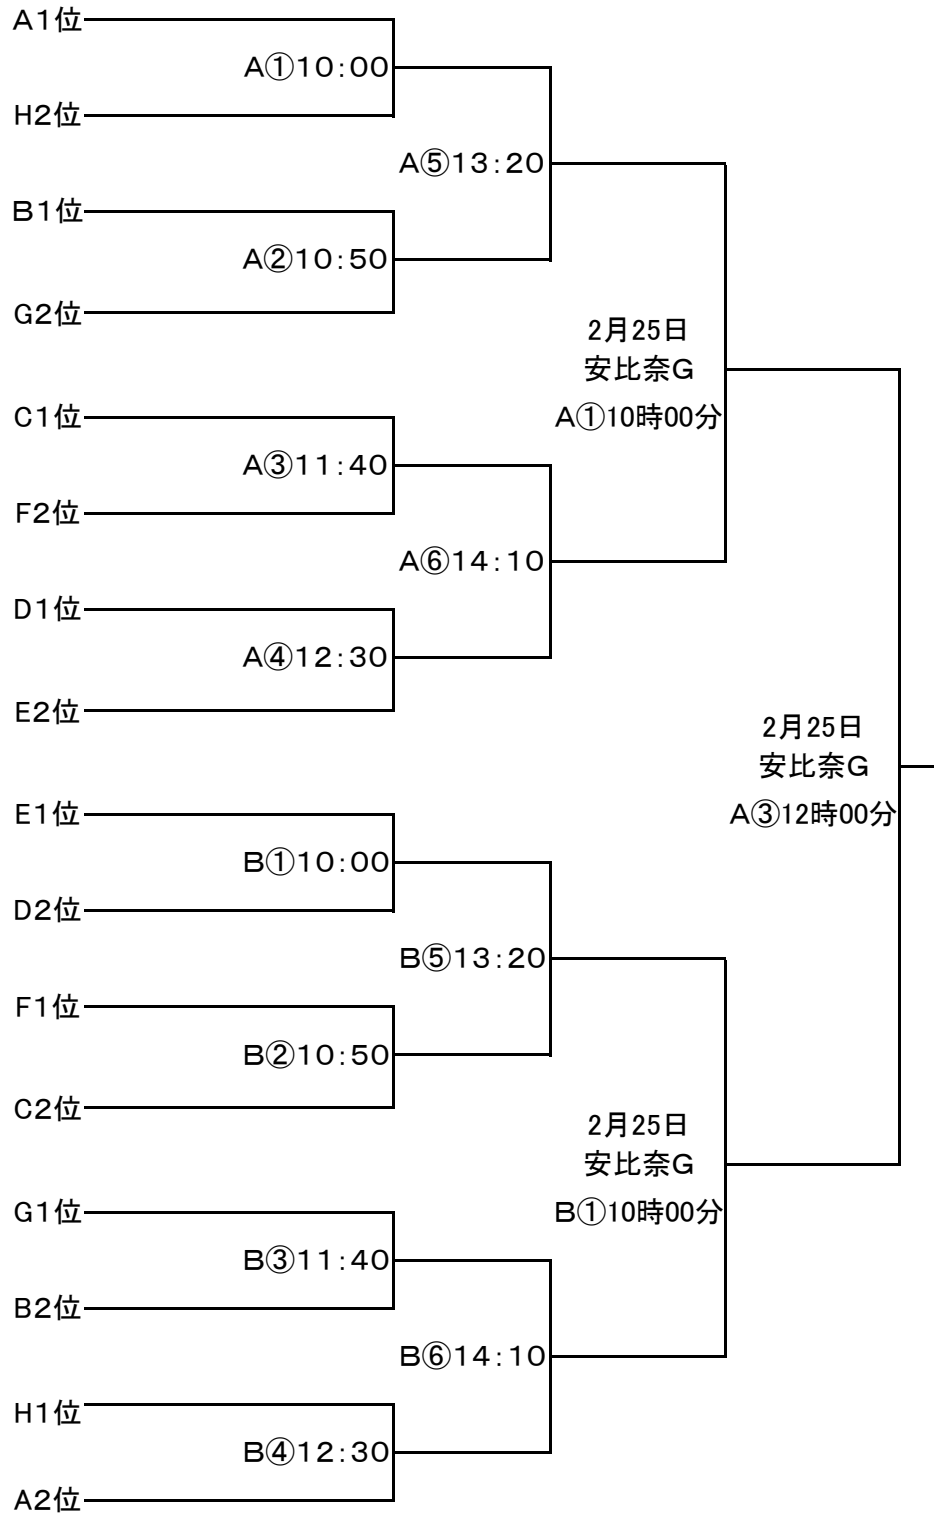 A1位
A①10:00
H2位
A⑤13:20
B1位
A②10:50
G2位
2月25日
安比奈G
A①10時00分
C1位
A③11:40
F2位
A⑥14:10
D1位
A④12:30
E2位
2月25日
安比奈G
A③12時00分
E1位
B①10:00
D2位
B⑤13:20
F1位
B②10:50
C2位
2月25日
安比奈G
B①10時00分
G1位
B③11:40
B2位
B⑥14:10
H1位
B④12:30
A2位